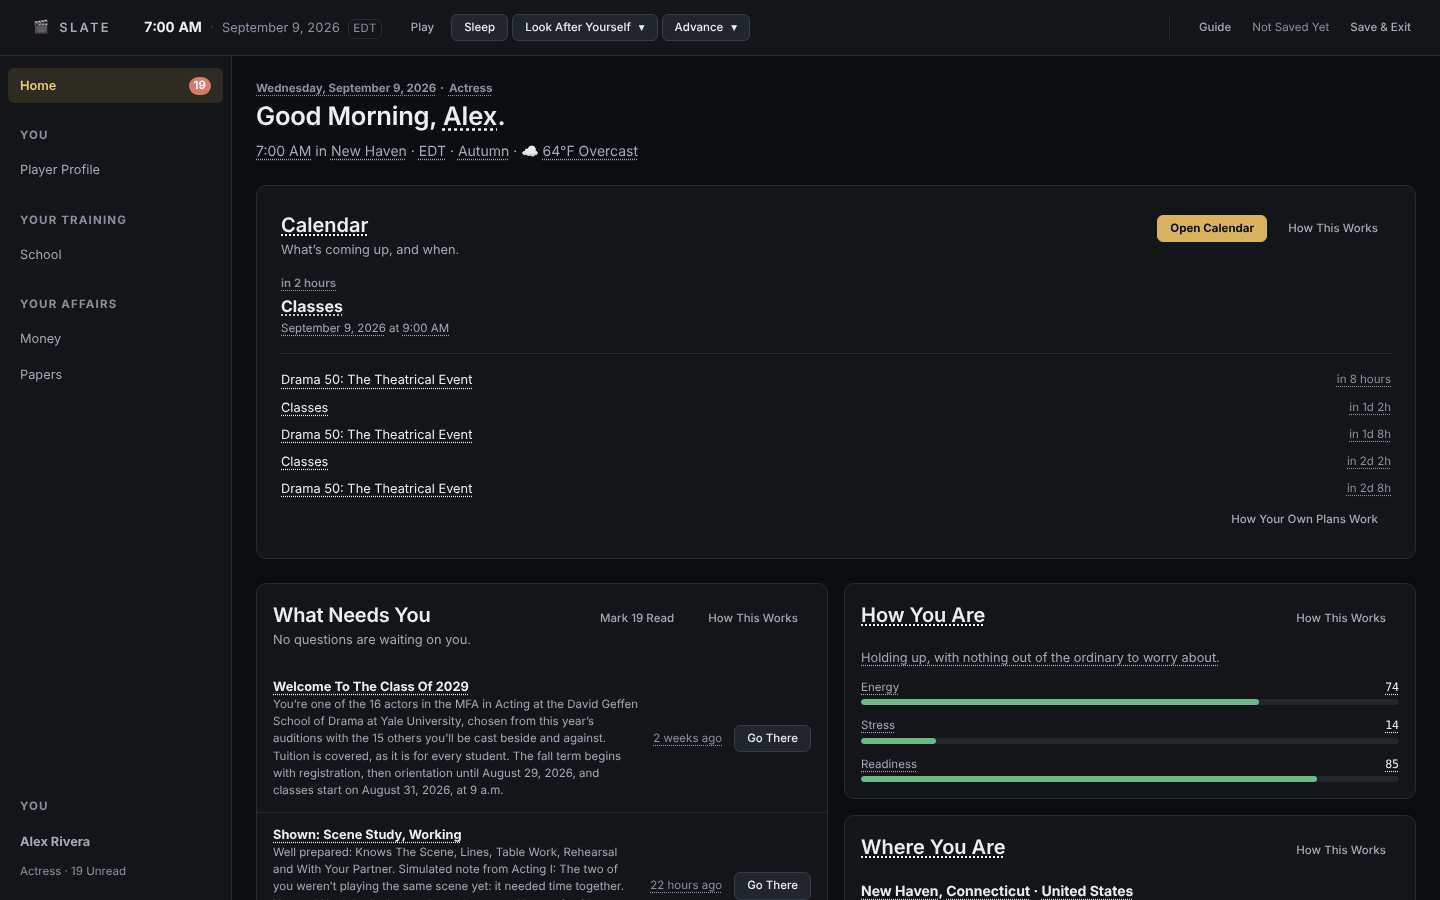 🎬 SLATE 7:00 AM · September 9, 2026 EDT Play Sleep Look After Yourself ▾ Advance ▾ Guide Not Saved Yet Save & Exit
Home 19
YOU
Player Profile
YOUR TRAINING
School
YOUR AFFAIRS
Money
Papers
YOU
Alex Rivera
Actress · 19 Unread
Wednesday, September 9, 2026 · Actress
Good Morning, Alex.
7:00 AM in New Haven · EDT · Autumn · ☁️ 64°F Overcast
Calendar
What's coming up, and when.
Open Calendar How This Works
in 2 hours
Classes
September 9, 2026 at 9:00 AM
Drama 50: The Theatrical Event in 8 hours
Classes in 1d 2h
Drama 50: The Theatrical Event in 1d 8h
Classes in 2d 2h
Drama 50: The Theatrical Event in 2d 8h
How Your Own Plans Work
What Needs You Mark 19 Read How This Works
No questions are waiting on you.
Welcome To The Class Of 2029
You're one of the 16 actors in the MFA in Acting at the David Geffen
School of Drama at Yale University, chosen from this year's
auditions with the 15 others you'll be cast beside and against.
Tuition is covered, as it is for every student. The fall term begins
with registration, then orientation until August 29, 2026, and
classes start on August 31, 2026, at 9 a.m.
2 weeks ago Go There
Shown: Scene Study, Working
Well prepared: Knows The Scene, Lines, Table Work, Rehearsal
and With Your Partner. Simulated note from Acting I: The two of
you weren't playing the same scene yet: it needed time together.
22 hours ago Go There
How You Are How This Works
Holding up, with nothing out of the ordinary to worry about.
Energy 74
Stress 14
Readiness 85
Where You Are How This Works
New Haven, Connecticut · United States